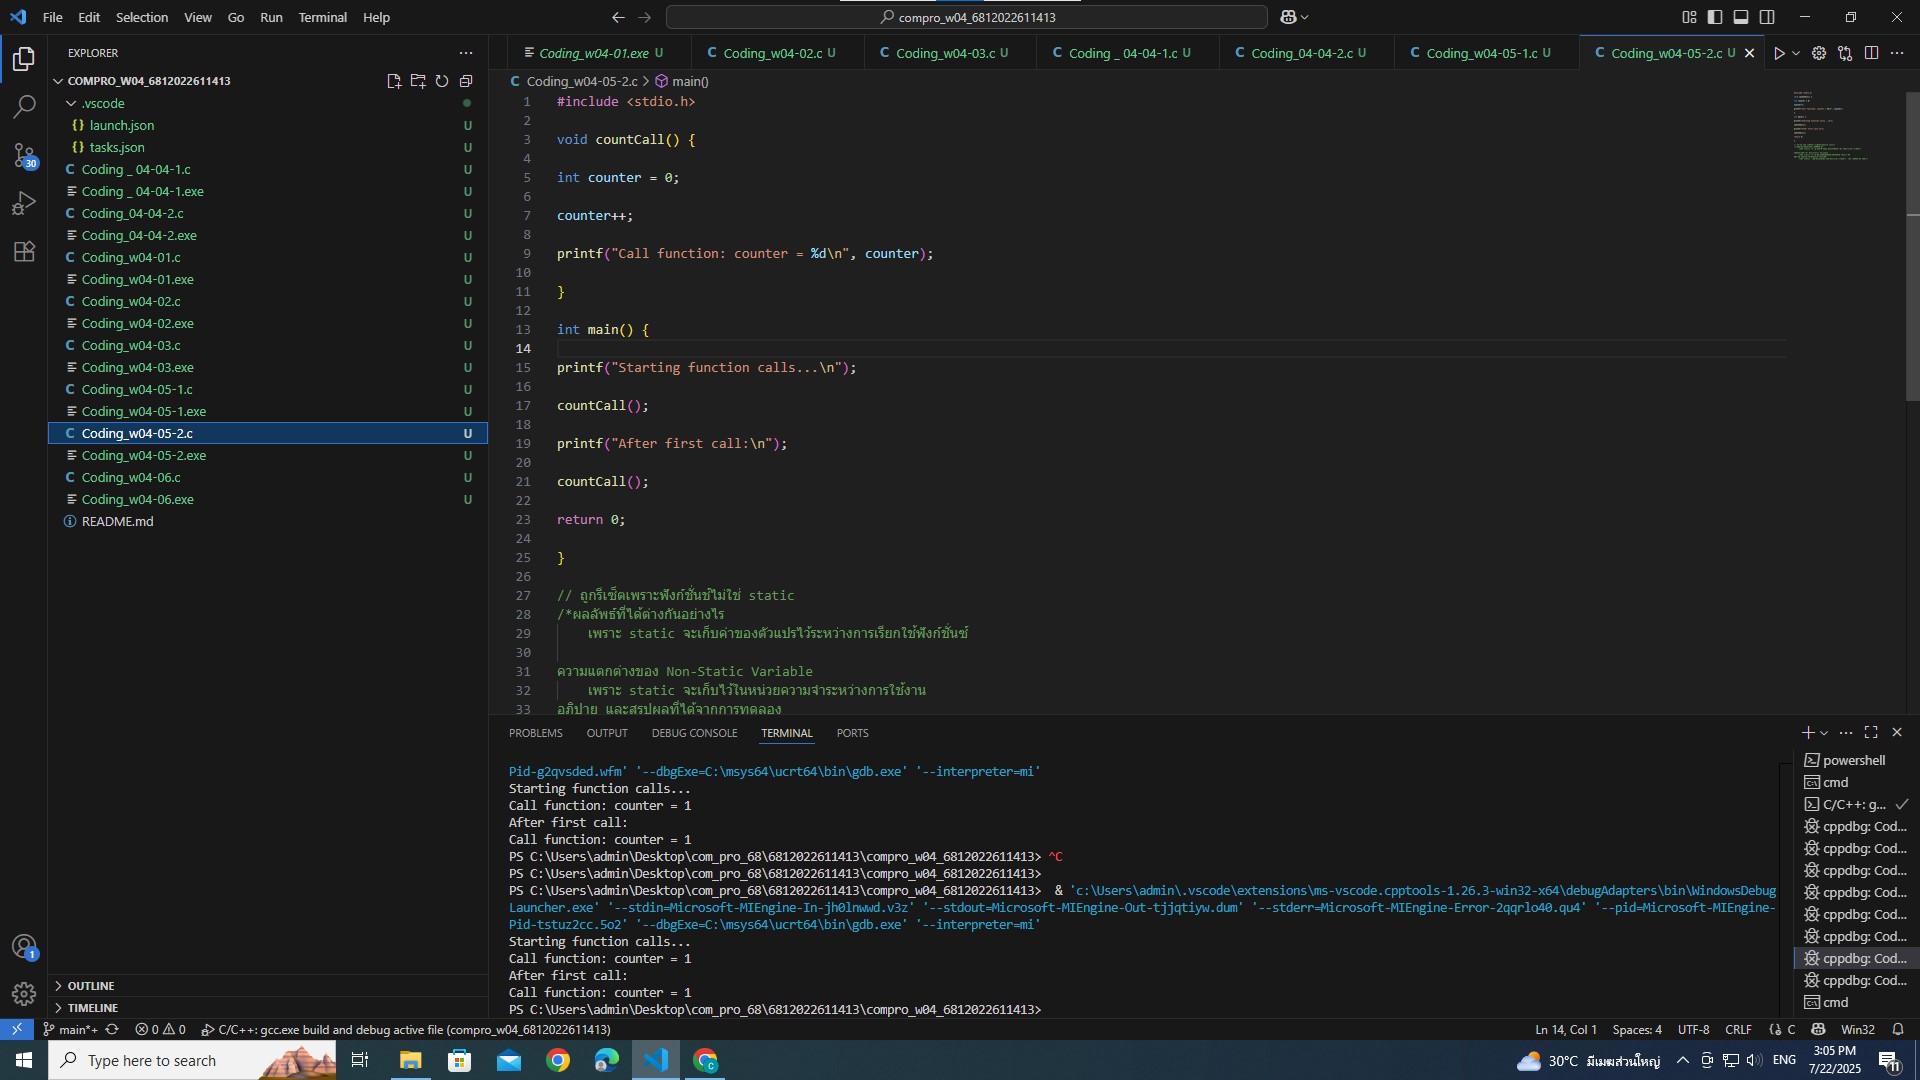 File Edit Selection View Go Run Terminal Help
compro_w04_6812022611413
EXPLORER
COMPRO_W04_6812022611413
.vscode
launch.json U
tasks.json U
Coding _ 04-04-1.c U
Coding _ 04-04-1.exe U
Coding_04-04-2.c U
Coding_04-04-2.exe U
Coding_w04-01.c U
Coding_w04-01.exe U
Coding_w04-02.c U
Coding_w04-02.exe U
Coding_w04-03.c U
Coding_w04-03.exe U
Coding_w04-05-1.c U
Coding_w04-05-1.exe U
Coding_w04-05-2.c U
Coding_w04-05-2.exe U
Coding_w04-06.c U
Coding_w04-06.exe U
README.md
OUTLINE
TIMELINE
30
1
Coding_w04-01.exe U C Coding_w04-02.c U C Coding_w04-03.c U C Coding _ 04-04-1.c U C Coding_04-04-2.c U C Coding_w04-05-1.c U C Coding_w04-05-2.c U
C Coding_w04-05-2.c > main()
1 #include <stdio.h>
2
3 void countCall() {
4
5 int counter = 0;
6
7 counter++;
8
9 printf("Call function: counter = %d\n", counter);
10
11 }
12
13 int main() {
14
15 printf("Starting function calls...\n");
16
17 countCall();
18
19 printf("After first call:\n");
20
21 countCall();
22
23 return 0;
24
25 }
26
27 // ถูกรีเซ็ตเพราะฟังก์ชั่นช์ไม่ใช่ static
28 /*ผลลัพธ์ที่ได้ต่างกันอย่างไร
29 เพราะ static จะเก็บค่าของตัวแปรไว้ระหว่างการเรียกใช้ฟังก์ชั่นช์
30
31 ความแตกต่างของ Non-Static Variable
32 เพราะ static จะเก็บไว้ในหน่วยความจำระหว่างการใช้งาน
33 อภิปาย และสรุปผลที่ได้จากการทดลอง
PROBLEMS OUTPUT DEBUG CONSOLE TERMINAL PORTS
Pid-g2qvsded.wfm' '--dbgExe=C:\msys64\ucrt64\bin\gdb.exe' '--interpreter=mi'
Starting function calls...
Call function: counter = 1
After first call:
Call function: counter = 1
PS C:\Users\admin\Desktop\com_pro_68\6812022611413\compro_w04_6812022611413> ^C
PS C:\Users\admin\Desktop\com_pro_68\6812022611413\compro_w04_6812022611413>
PS C:\Users\admin\Desktop\com_pro_68\6812022611413\compro_w04_6812022611413> & 'c:\Users\admin\.vscode\extensions\ms-vscode.cpptools-1.26.3-win32-x64\debugAdapters\bin\WindowsDebug
Launcher.exe' '--stdin=Microsoft-MIEngine-In-jh0lnwwd.v3z' '--stdout=Microsoft-MIEngine-Out-tjjqtiyw.dum' '--stderr=Microsoft-MIEngine-Error-2qqrlo40.qu4' '--pid=Microsoft-MIEngine-
Pid-tstuz2cc.5o2' '--dbgExe=C:\msys64\ucrt64\bin\gdb.exe' '--interpreter=mi'
Starting function calls...
Call function: counter = 1
After first call:
Call function: counter = 1
PS C:\Users\admin\Desktop\com_pro_68\6812022611413\compro_w04_6812022611413>
powershell
cmd
C/C++: g...
cppdbg: Cod...
cppdbg: Cod...
cppdbg: Cod...
cppdbg: Cod...
cppdbg: Cod...
cppdbg: Cod...
cppdbg: Cod...
cppdbg: Cod...
cmd
main*+ 0 0 C/C++: gcc.exe build and debug active file (compro_w04_6812022611413) Ln 14, Col 1 Spaces: 4 UTF-8 CRLF C Win32
Type here to search 30°C มีเมฆส่วนใหญ่ ENG 3:05 PM
7/22/2025
11